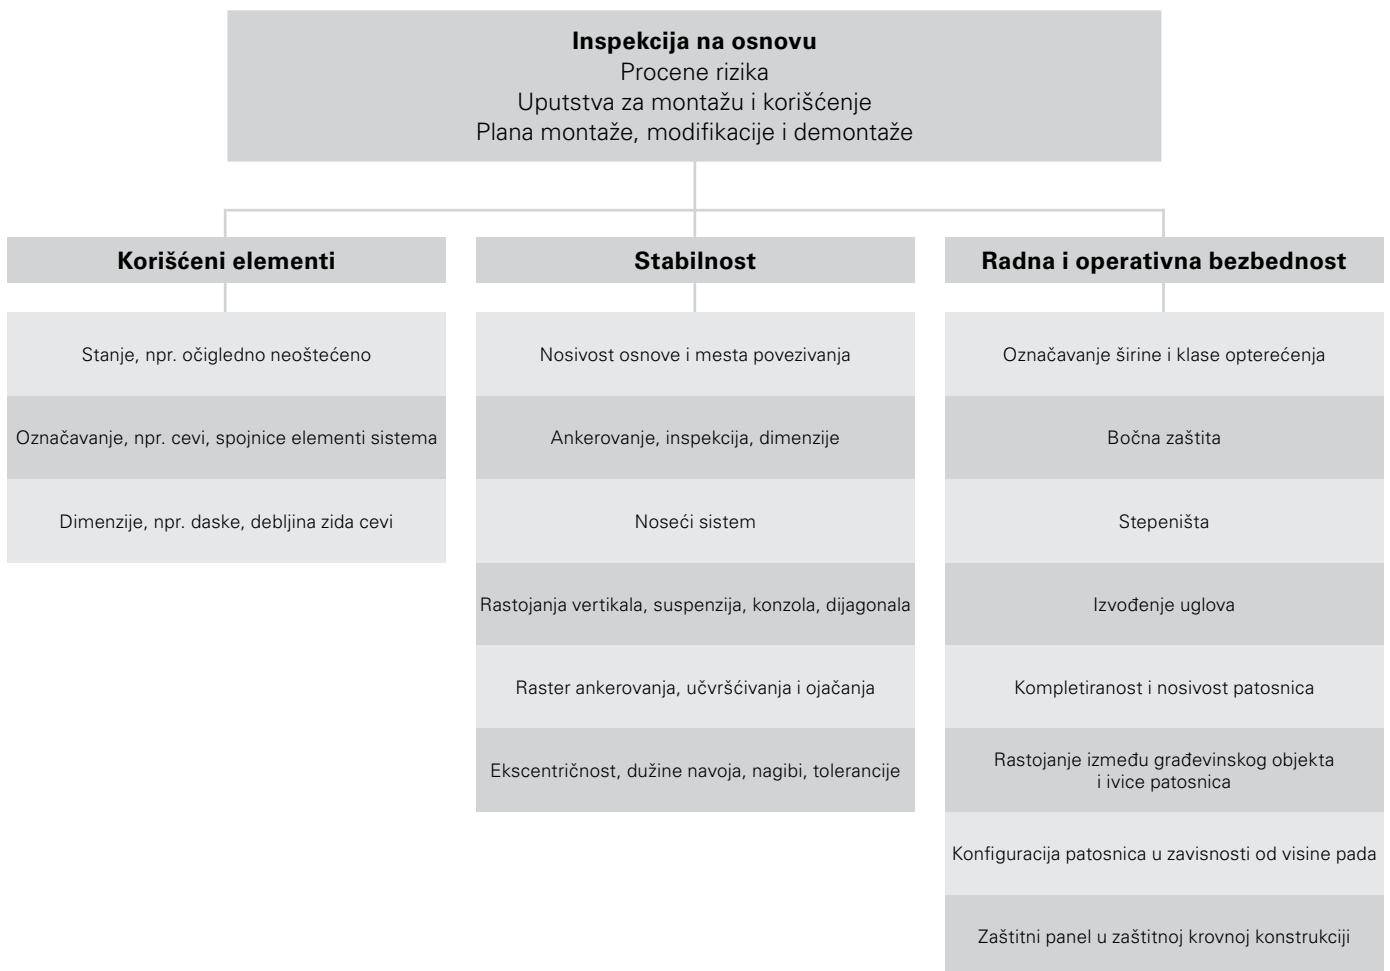 Inspekcija na osnovu
Procene rizika
Uputstva za montažu i korišćenje
Plana montaže, modifikacije i demontaže
Korišćeni elementi
Stanje, npr. očigledno neoštećeno
Označavanje, npr. cevi, spojnice elementi sistema
Dimenzije, npr. daske, debljina zida cevi
Stabilnost
Nosivost osnove i mesta povezivanja
Ankerovanje, inspekcija, dimenzije
Noseći sistem
Rastojanja vertikala, suspenzija, konzola, dijagonala
Raster ankerovanja, učvršćivanja i ojačanja
Ekscentričnost, dužine navoja, nagibi, tolerancije
Radna i operativna bezbednost
Označavanje širine i klase opterećenja
Bočna zaštita
Stepeništa
Izvođenje uglova
Kompletiranost i nosivost patosnica
Rastojanje između građevinskog objekta
i ivice patosnica
Konfiguracija patosnica u zavisnosti od visine pada
Zaštitni panel u zaštitnoj krovnoj konstrukciji